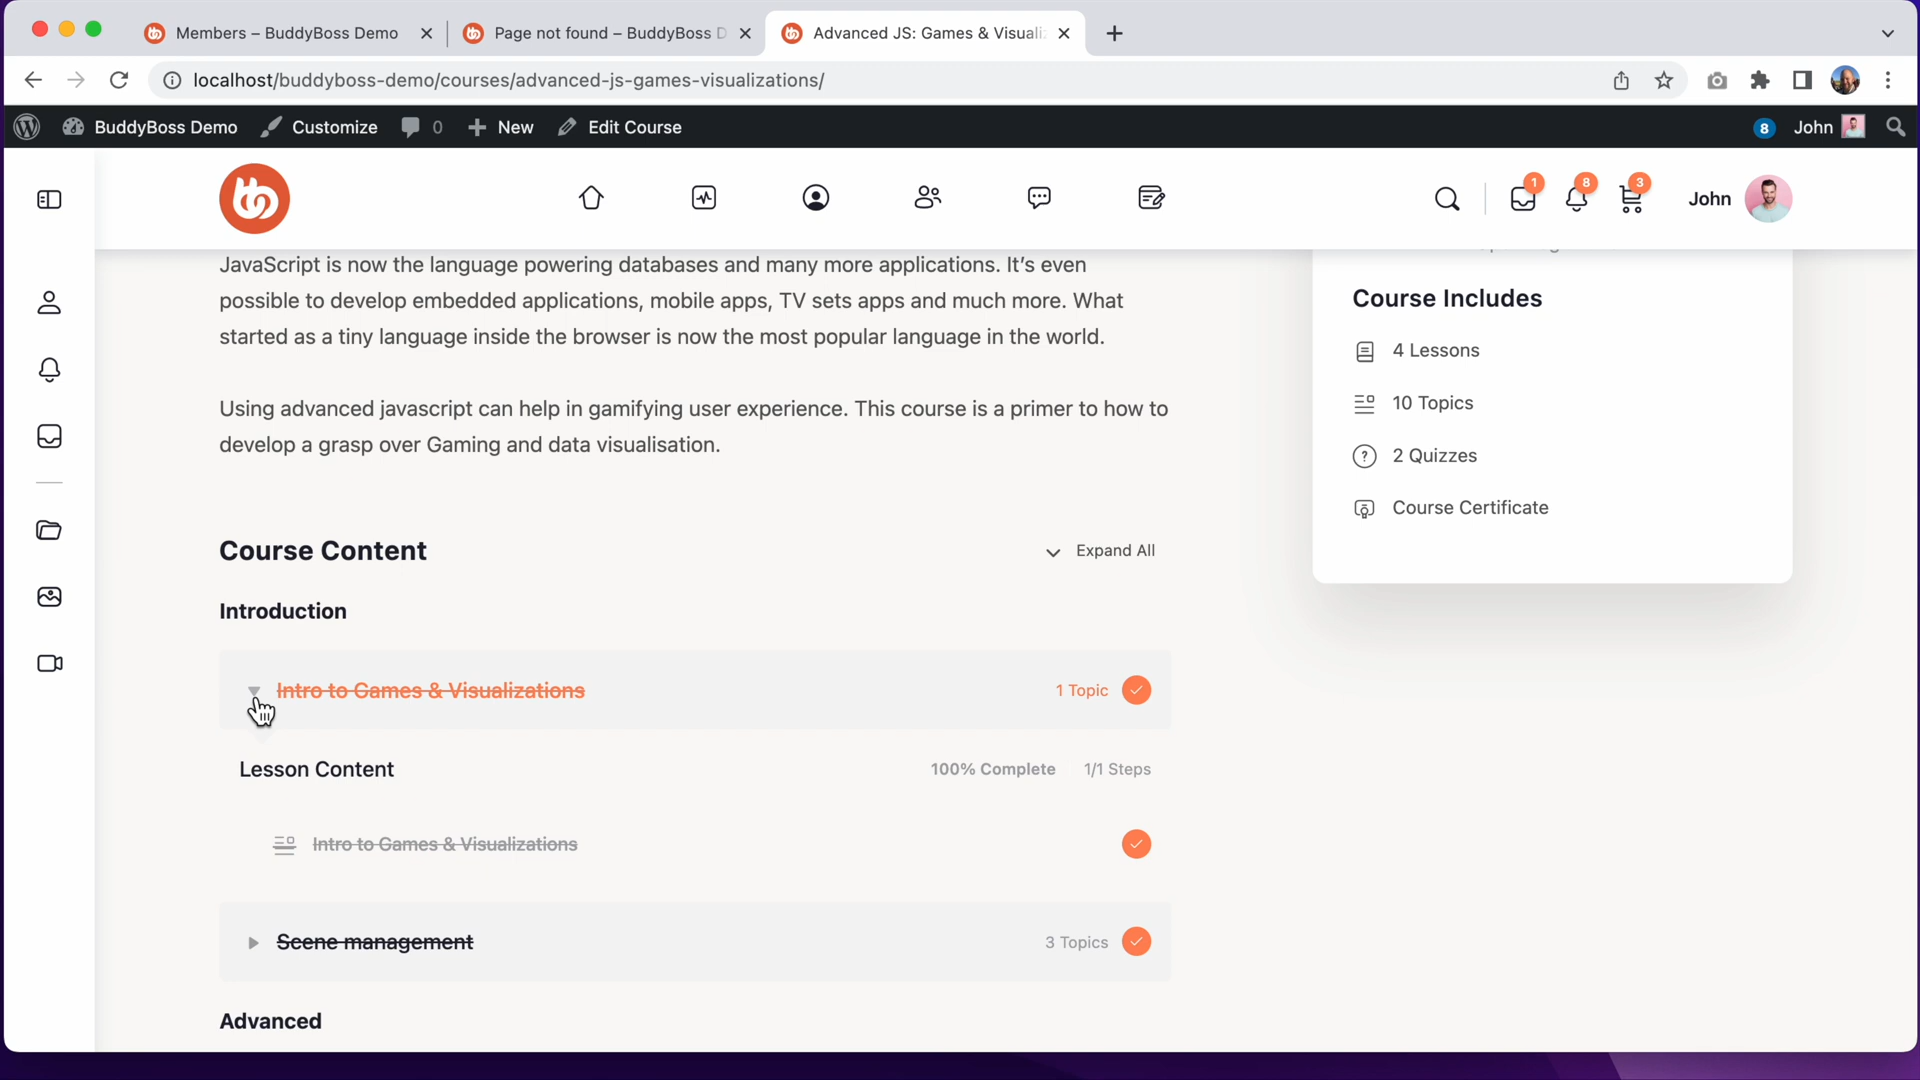 Members – BuddyBoss Demo
Page not found – BuddyBoss D
Advanced JS: Games & Visuali
localhost/buddyboss-demo/courses/advanced-js-games-visualizations/
BuddyBoss Demo
Customize
0
New
Edit Course
8
John
1
8
3
John
JavaScript is now the language powering databases and many more applications. It’s even
possible to develop embedded applications, mobile apps, TV sets apps and much more. What
started as a tiny language inside the browser is now the most popular language in the world.
Using advanced javascript can help in gamifying user experience. This course is a primer to how to
develop a grasp over Gaming and data visualisation.
Course Includes
4 Lessons
10 Topics
2 Quizzes
Course Certificate
Course Content
Expand All
Introduction
Intro to Games & Visualizations
1 Topic
Lesson Content
100% Complete
1/1 Steps
Intro to Games & Visualizations
Scene management
3 Topics
Advanced